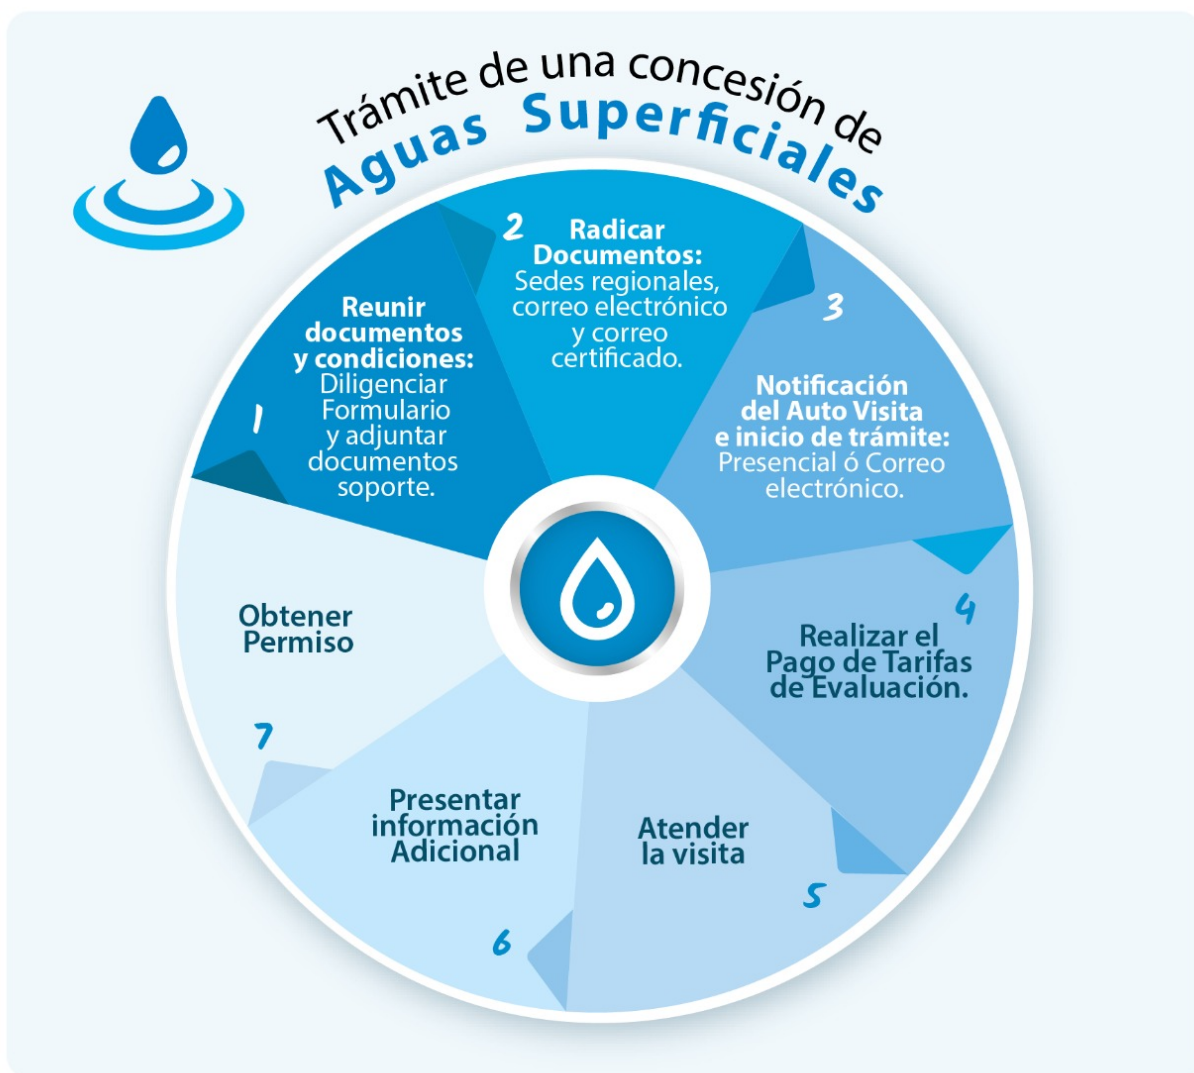 Trámite de una concesión de
Aguas Superficiales
1
Reunir
documentos
y condiciones:
Diligenciar
Formulario
y adjuntar
documentos
soporte.
2
Radicar
Documentos:
Sedes regionales,
correo electrónico
y correo
certificado.
3
Notificación
del Auto Visita
e inicio de trámite:
Presencial ó Correo
electrónico.
4
Realizar el
Pago de Tarifas
de Evaluación.
5
Atender
la visita
6
Presentar
información
Adicional
7
Obtener
Permiso